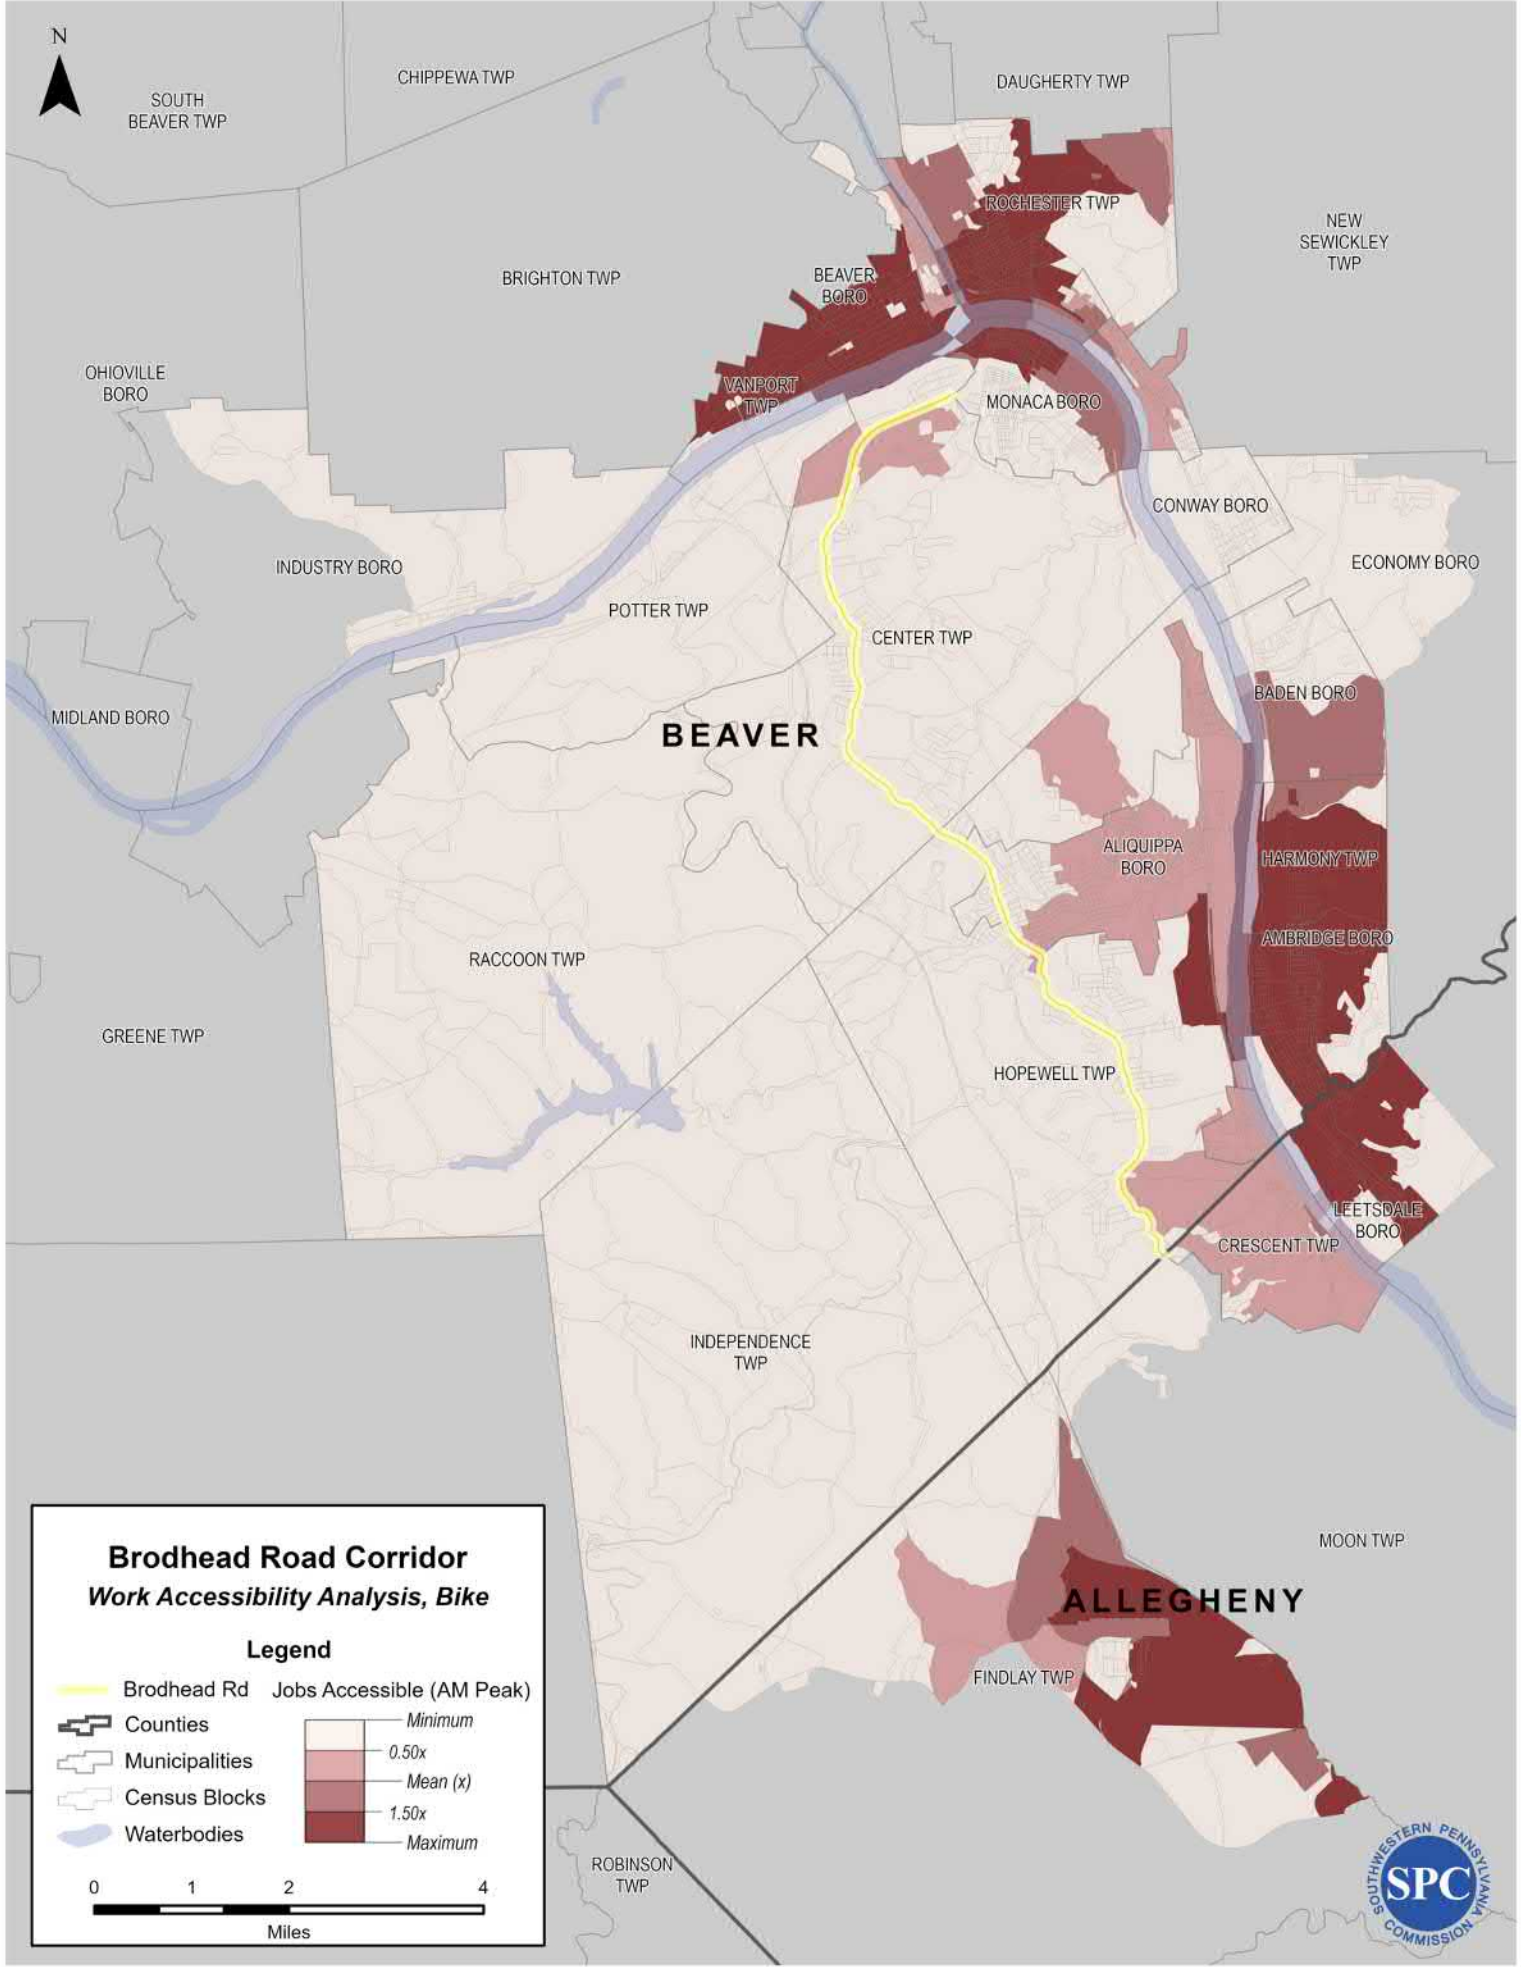 N
CHIPPEWA TWP
DAUGHERTY TWP
SOUTH
BEAVER TWP
ROCHESTER TWP
NEW
SEWICKLEY
TWP
BRIGHTON TWP
BEAVER
BORO
OHIOVILLE
BORO
VANPORT
TWP
MONACA BORO
CONWAY BORO
INDUSTRY BORO
ECONOMY BORO
POTTER TWP
CENTER TWP
BADEN BORO
MIDLAND BORO
BEAVER
ALIQUIPPA
BORO
HARMONY TWP
AMBRIDGE BORO
RACCOON TWP
GREENE TWP
HOPEWELL TWP
LEETSDALE
BORO
CRESCENT TWP
INDEPENDENCE
TWP
MOON TWP
ALLEGHENY
FINDLAY TWP
ROBINSON
TWP
Brodhead Road Corridor
Work Accessibility Analysis, Bike
Legend
Brodhead Rd
Counties
Municipalities
Census Blocks
Waterbodies
Jobs Accessible (AM Peak)
Minimum
0.50x
Mean (x)
1.50x
Maximum
0 1 2 4
Miles
SOUTHWESTERN PENNSYLVANIA
SPC
COMMISSION